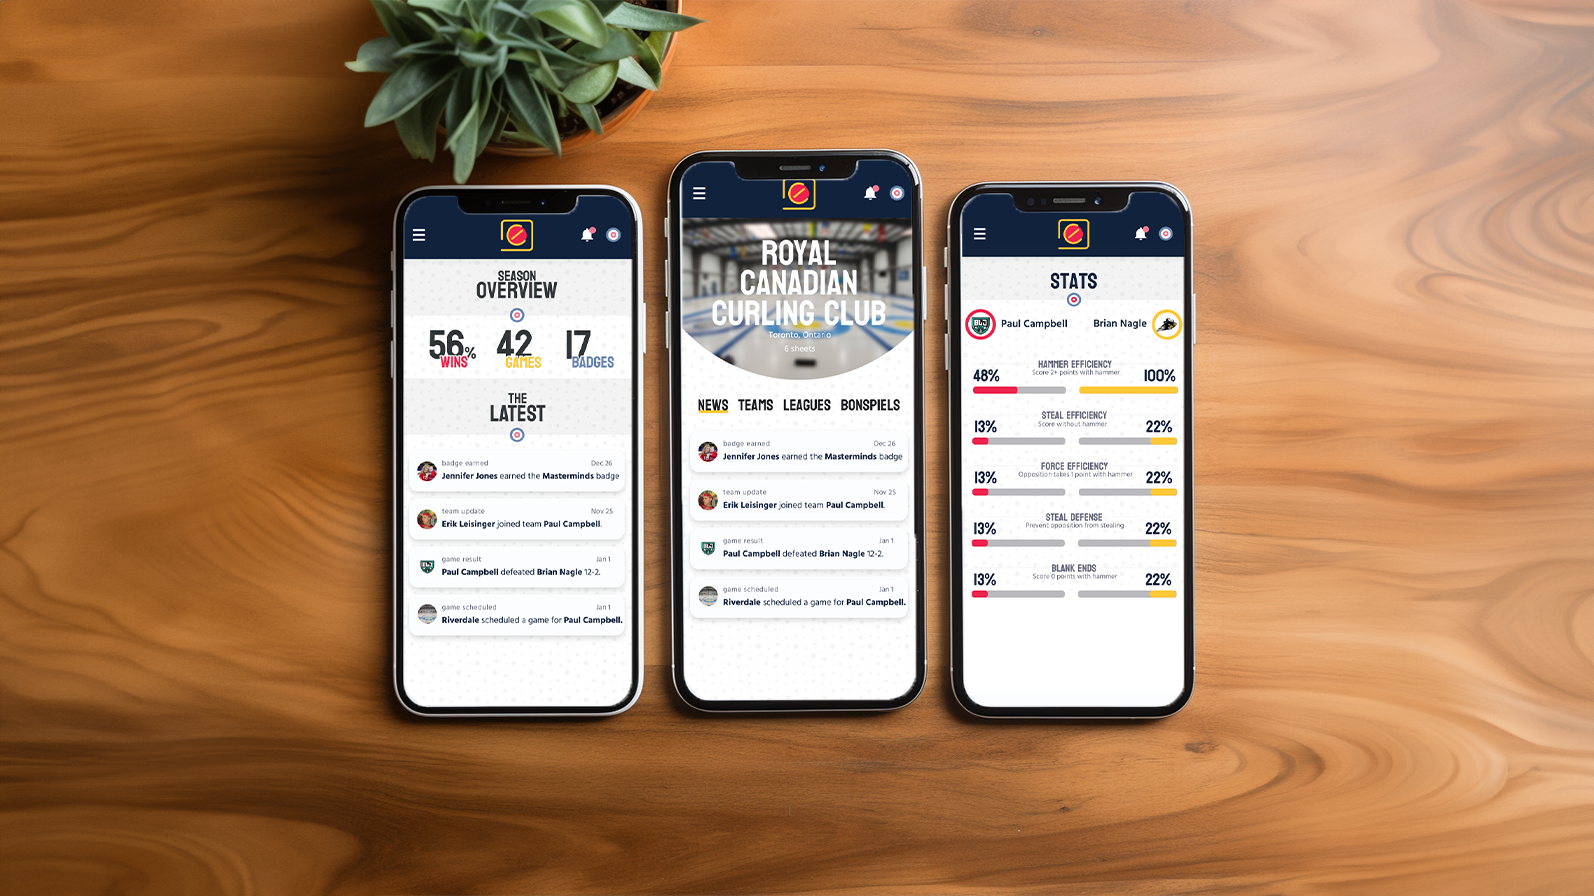 SEASON
OVERVIEW
56%
WINS
42
GAMES
17
BADGES
THE
LATEST
badge earned Dec 26
Jennifer Jones earned the Masterminds badge
team update Nov 25
Erik Leisinger joined team Paul Campbell.
game result Jan 1
Paul Campbell defeated Brian Nagle 12-2.
game scheduled Jan 1
Riverdale scheduled a game for Paul Campbell.
ROYAL
CANADIAN
CURLING CLUB
Toronto, Ontario
6 sheets
NEWS TEAMS LEAGUES BONSPIELS
badge earned Dec 26
Jennifer Jones earned the Masterminds badge
team update Nov 25
Erik Leisinger joined team Paul Campbell.
game result Jan 1
Paul Campbell defeated Brian Nagle 12-2.
game scheduled Jan 1
Riverdale scheduled a game for Paul Campbell.
STATS
Paul Campbell Brian Nagle
HAMMER EFFICIENCY
Score 2+ points with hammer
48% 100%
STEAL EFFICIENCY
Score without hammer
13% 22%
FORCE EFFICIENCY
Opposition takes 1 point with hammer
13% 22%
STEAL DEFENSE
Prevent opposition from stealing
13% 22%
BLANK ENDS
Score 0 points with hammer
13% 22%